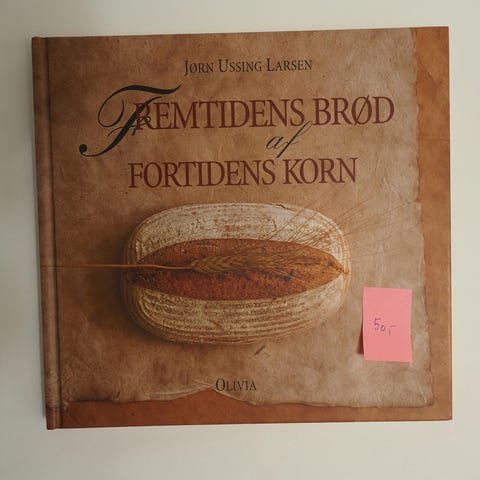 JØRN USSING LARSEN
FREMTIDENS BRØD
af
FORTIDENS KORN
50,-
OLIVIA